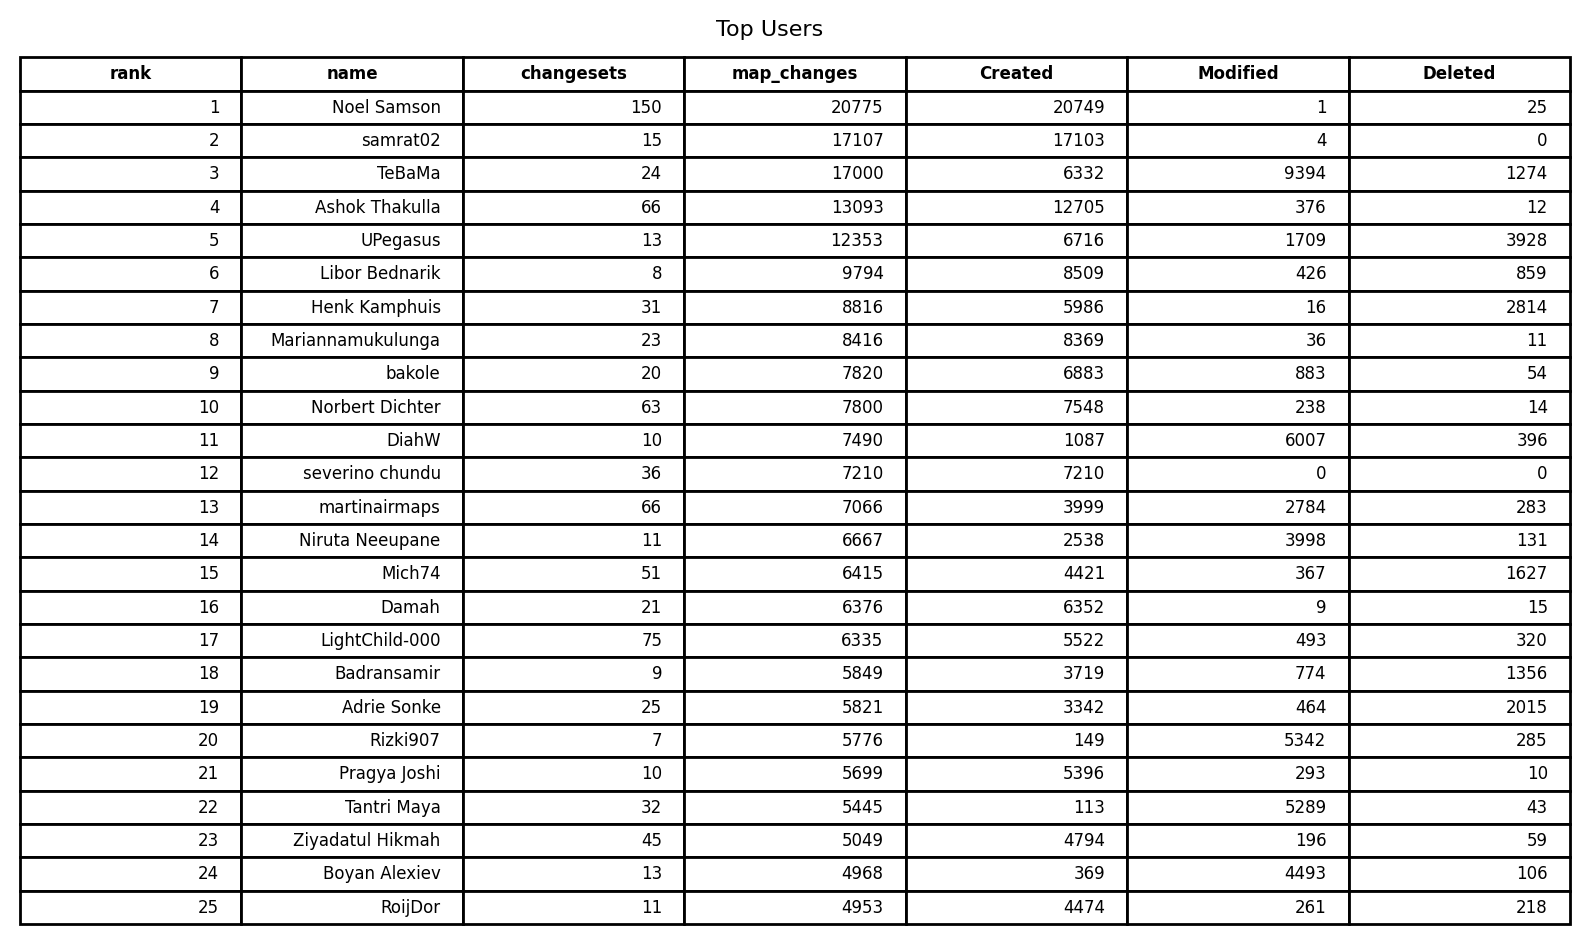 Top Users
rank name changesets map_changes Created Modified Deleted
1 Noel Samson 150 20775 20749 1 25
2 samrat02 15 17107 17103 4 0
3 TeBaMa 24 17000 6332 9394 1274
4 Ashok Thakulla 66 13093 12705 376 12
5 UPegasus 13 12353 6716 1709 3928
6 Libor Bednarik 8 9794 8509 426 859
7 Henk Kamphuis 31 8816 5986 16 2814
8 Mariannamukulunga 23 8416 8369 36 11
9 bakole 20 7820 6883 883 54
10 Norbert Dichter 63 7800 7548 238 14
11 DiahW 10 7490 1087 6007 396
12 severino chundu 36 7210 7210 0 0
13 martinairmaps 66 7066 3999 2784 283
14 Niruta Neeupane 11 6667 2538 3998 131
15 Mich74 51 6415 4421 367 1627
16 Damah 21 6376 6352 9 15
17 LightChild-000 75 6335 5522 493 320
18 Badransamir 9 5849 3719 774 1356
19 Adrie Sonke 25 5821 3342 464 2015
20 Rizki907 7 5776 149 5342 285
21 Pragya Joshi 10 5699 5396 293 10
22 Tantri Maya 32 5445 113 5289 43
23 Ziyadatul Hikmah 45 5049 4794 196 59
24 Boyan Alexiev 13 4968 369 4493 106
25 RoijDor 11 4953 4474 261 218